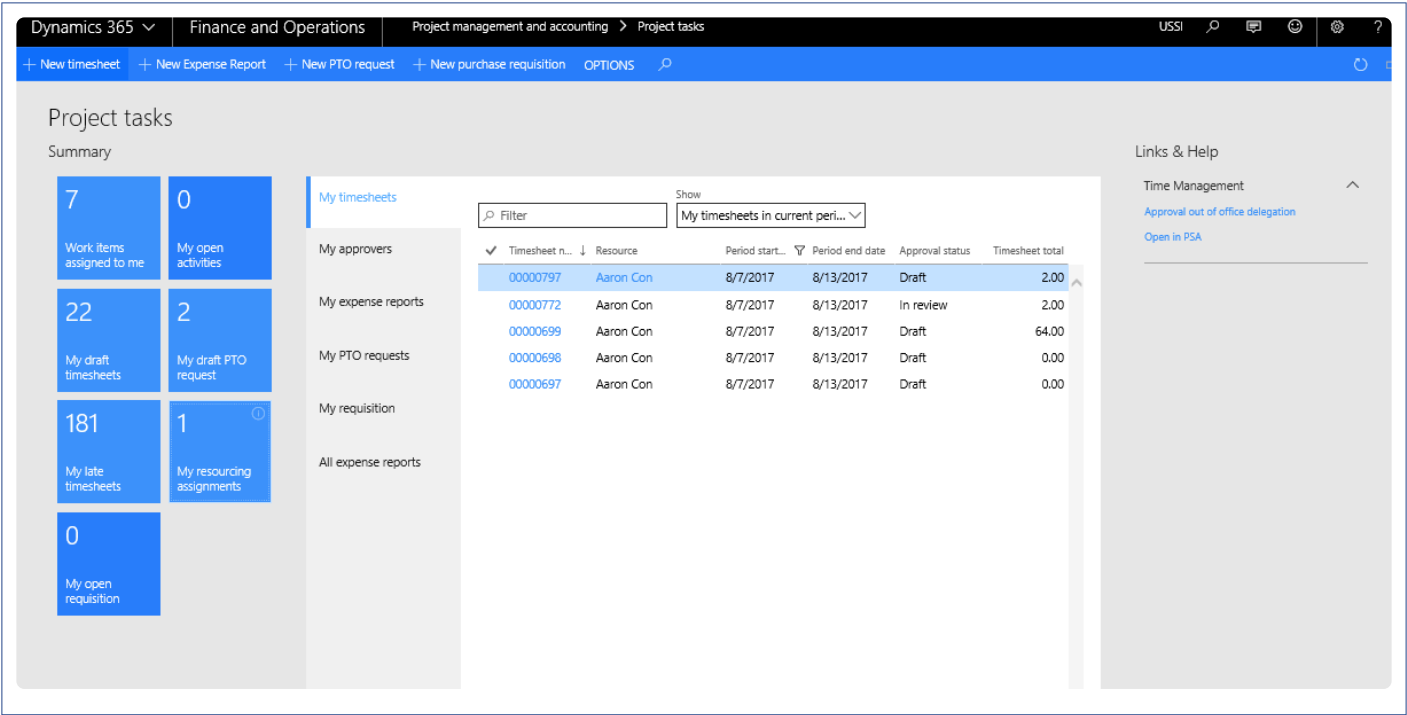 Dynamics 365 Finance and Operations Project management and accounting > Project tasks USSI ?
+ New timesheet + New Expense Report + New PTO request + New purchase requisition OPTIONS
Project tasks
Summary
7
Work items
assigned to me
0
My open
activities
22
My draft
timesheets
2
My draft PTO
request
181
My late
timesheets
1
My resourcing
assignments
0
My open
requisition
My timesheets
My approvers
My expense reports
My PTO requests
My requisition
All expense reports
Show
Filter My timesheets in current peri...
Timesheet n... ↓ Resource Period start... Period end date Approval status Timesheet total
00000797 Aaron Con 8/7/2017 8/13/2017 Draft 2.00
00000772 Aaron Con 8/7/2017 8/13/2017 In review 2.00
00000699 Aaron Con 8/7/2017 8/13/2017 Draft 64.00
00000698 Aaron Con 8/7/2017 8/13/2017 Draft 0.00
00000697 Aaron Con 8/7/2017 8/13/2017 Draft 0.00
Links & Help
Time Management
Approval out of office delegation
Open in PSA